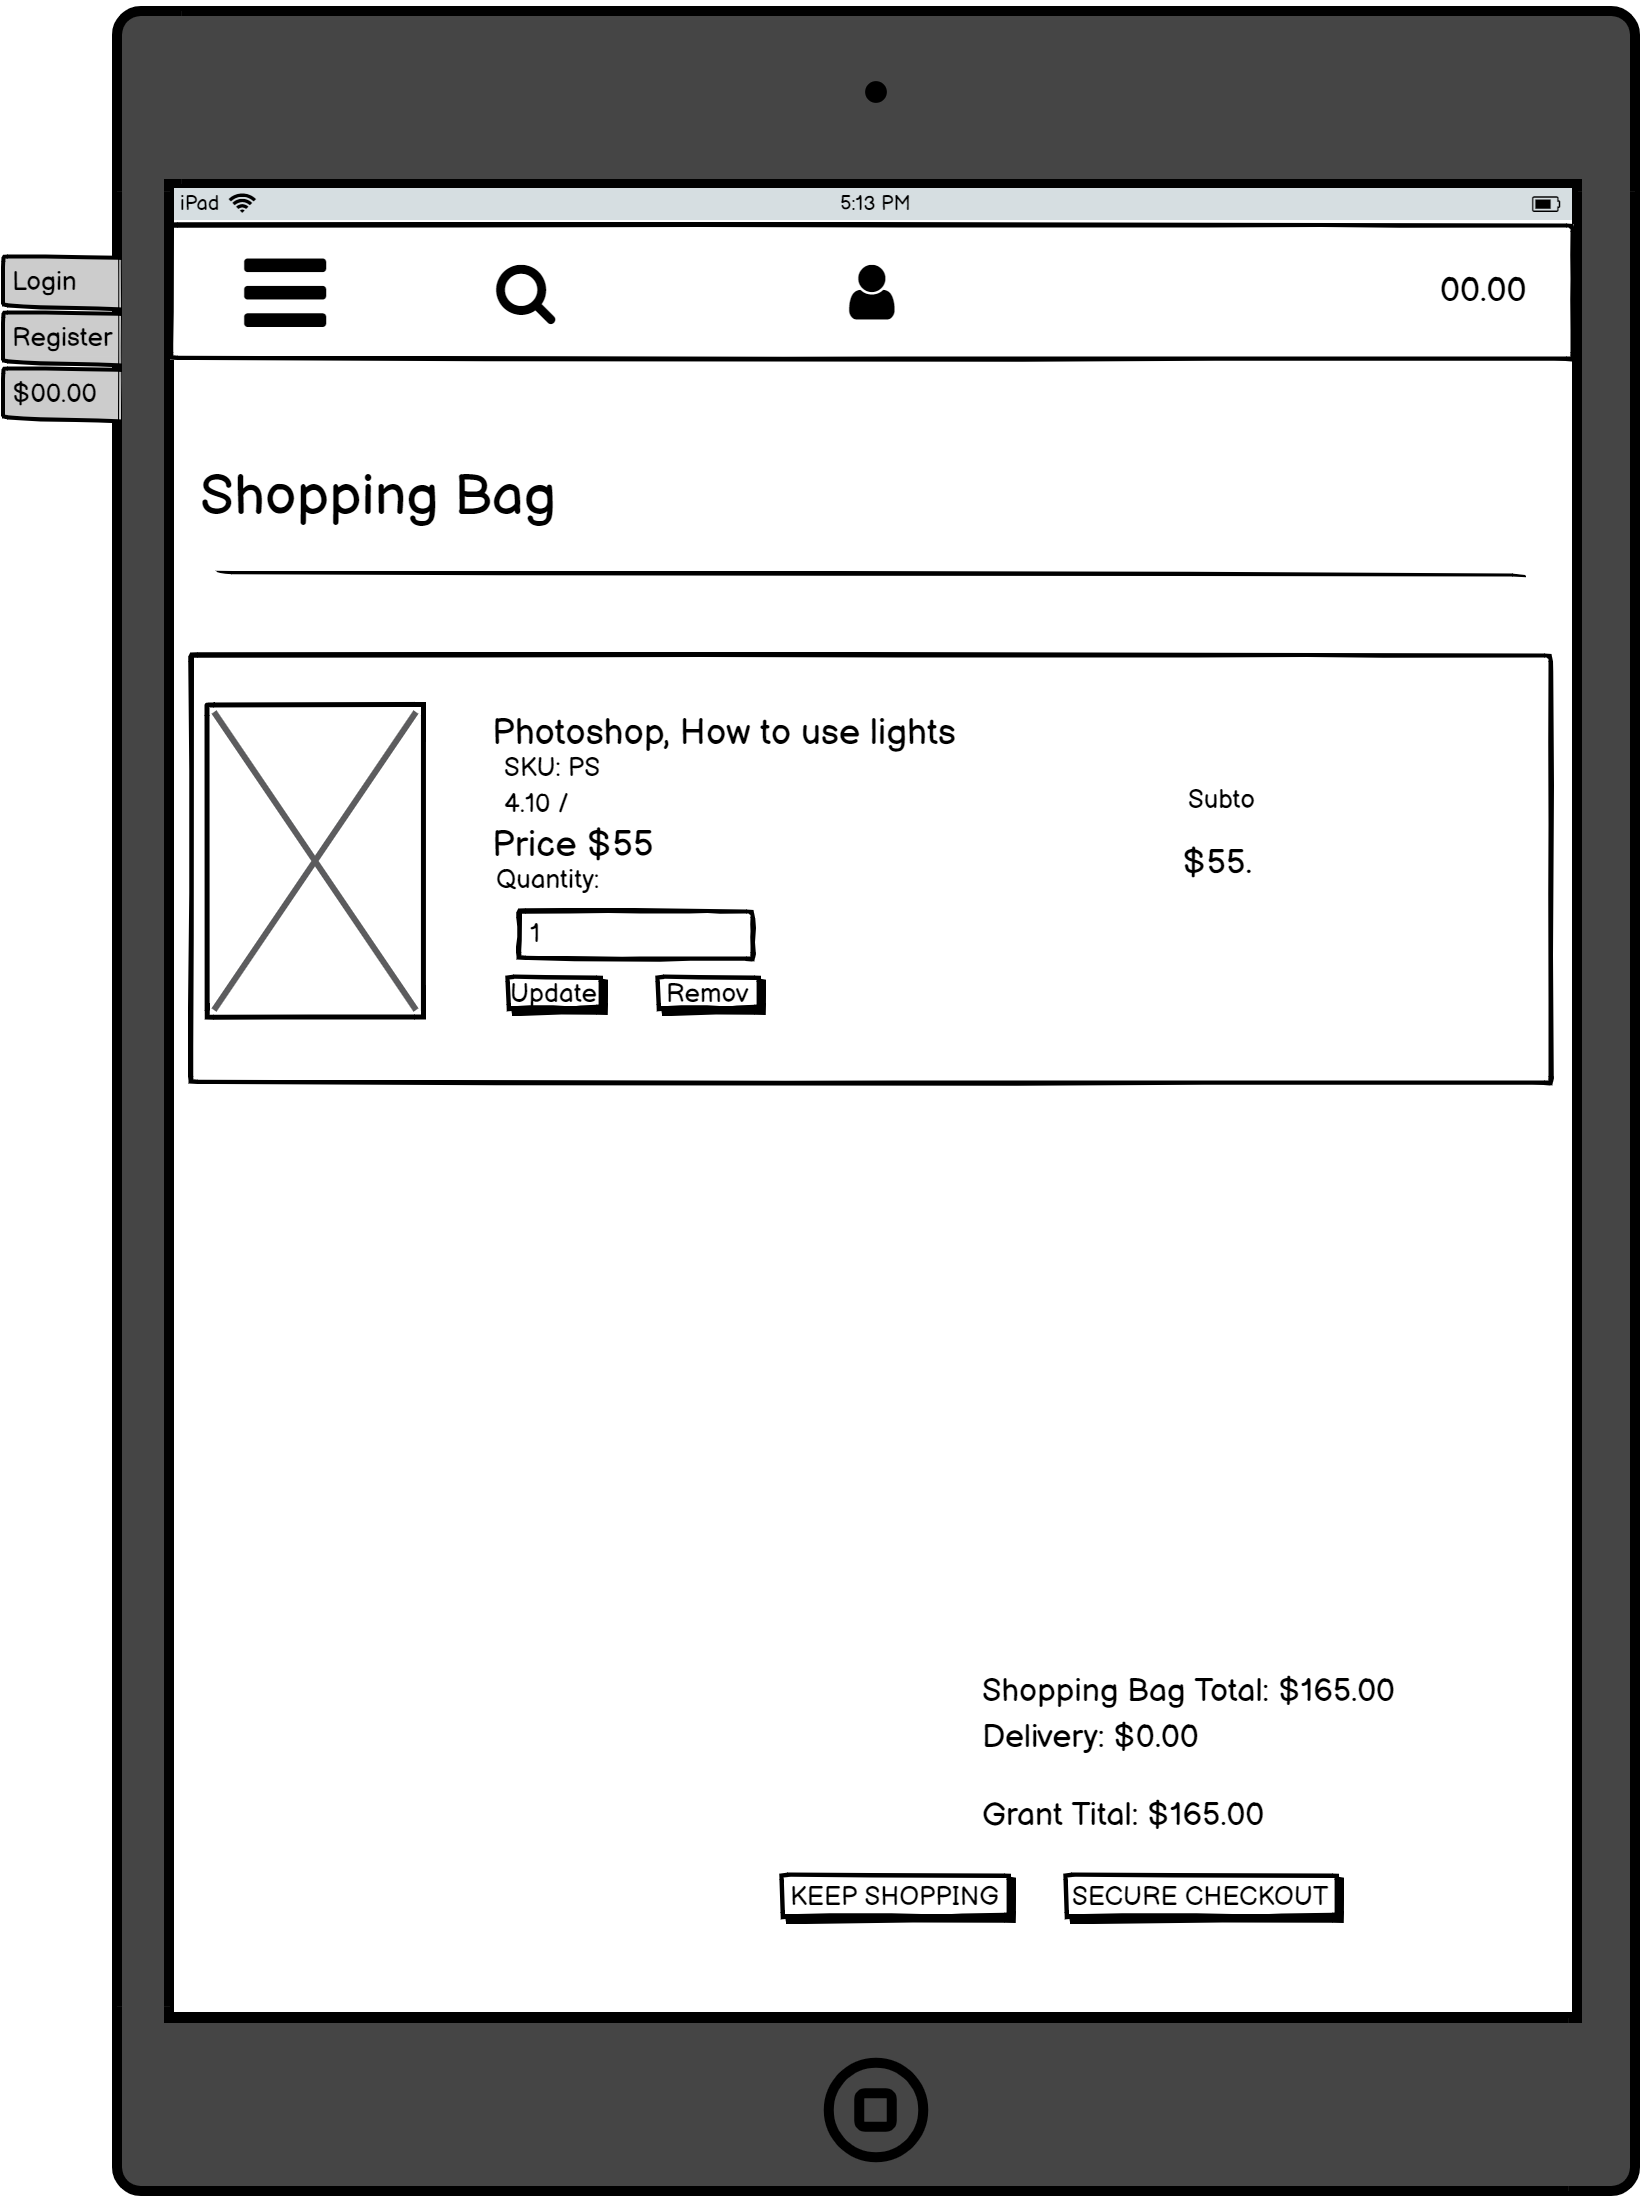 iPad
5:13 PM
Login
Register
$00.00
00.00
Shopping Bag
Photoshop, How to use lights
SKU: PS
4.10 /
Price $55
Quantity:
1
Update
Remov
Subto
$55.
Shopping Bag Total: $165.00
Delivery: $0.00
Grant Tital: $165.00
KEEP SHOPPING
SECURE CHECKOUT